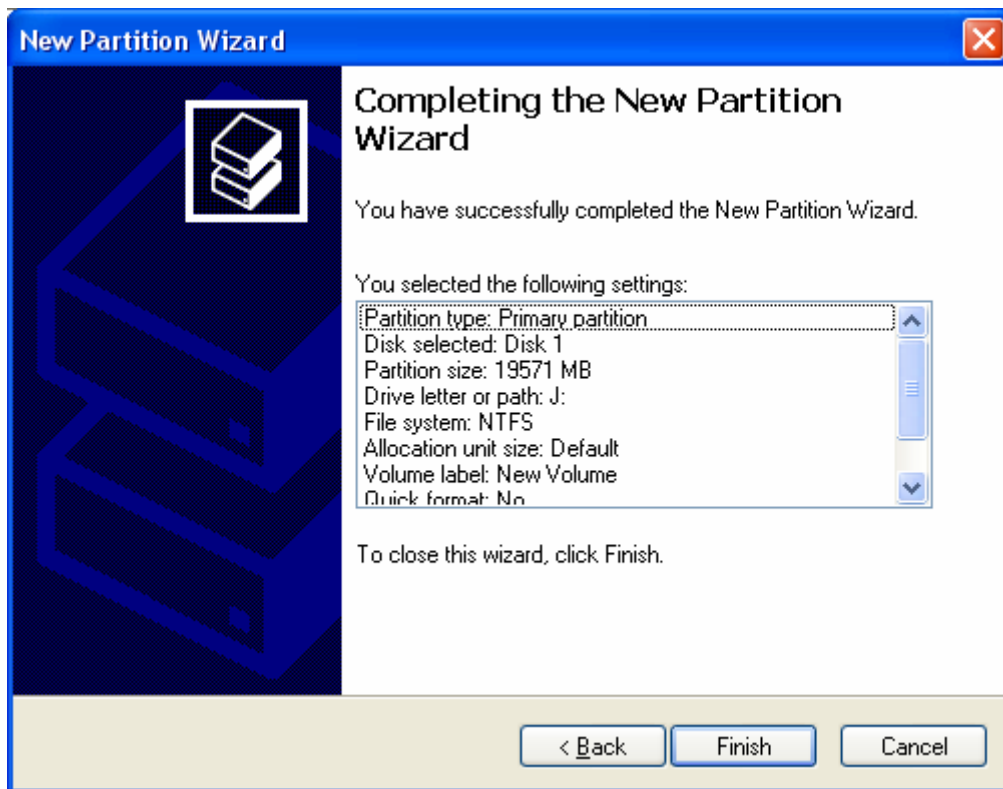 New Partition Wizard
Completing the New Partition
Wizard
You have successfully completed the New Partition Wizard.
You selected the following settings:
Partition type: Primary partition
Disk selected: Disk 1
Partition size: 19571 MB
Drive letter or path: J:
File system: NTFS
Allocation unit size: Default
Volume label: New Volume
Quick format: No
To close this wizard, click Finish.
< Back
Finish
Cancel